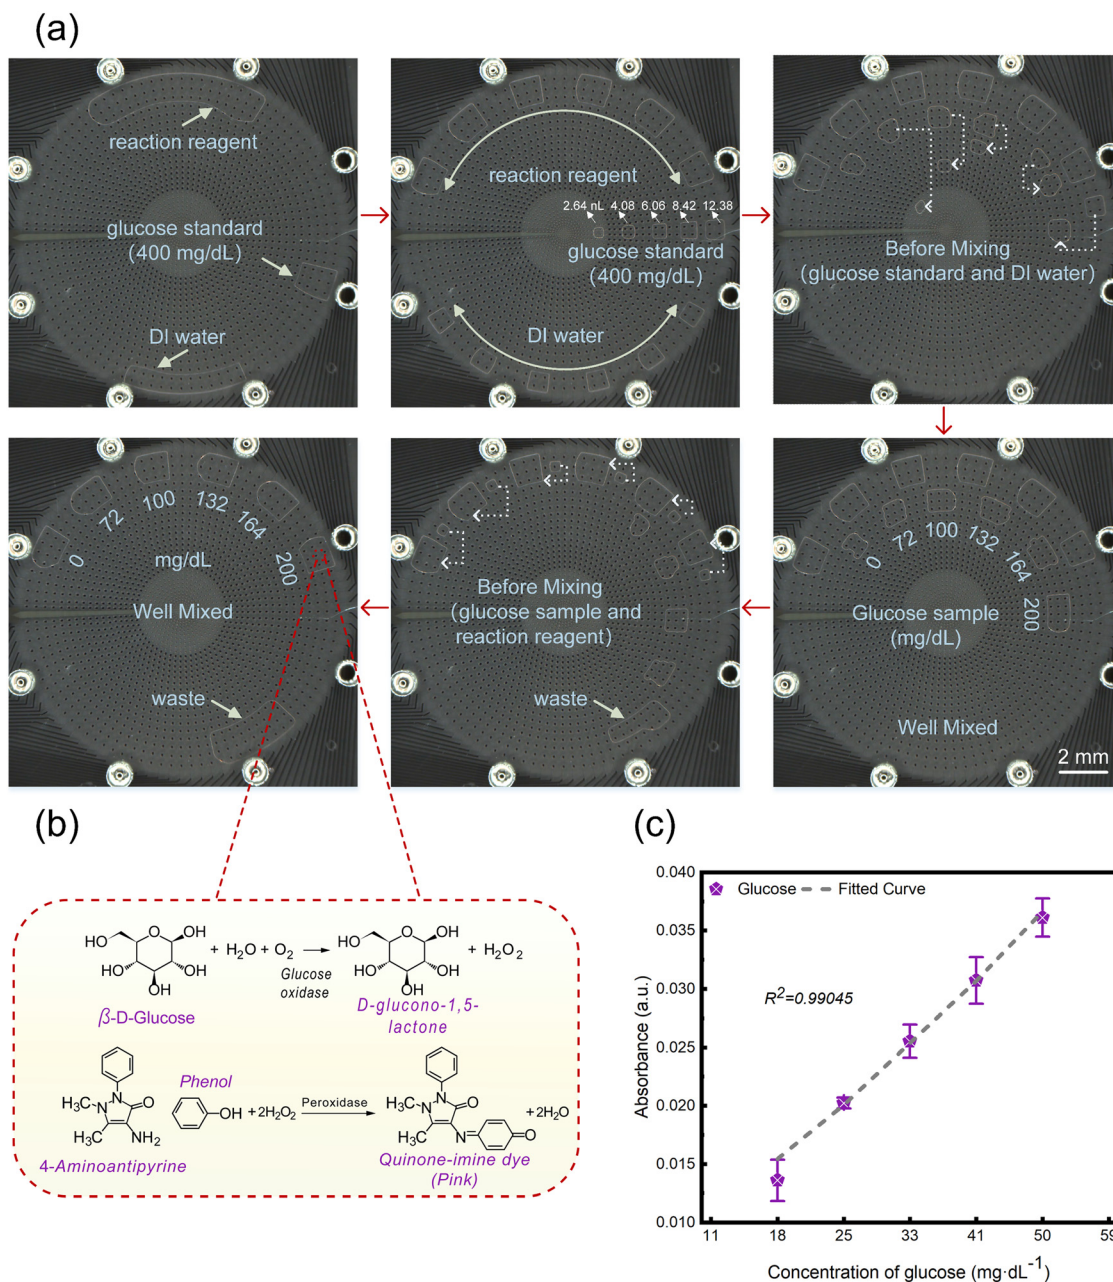 (a)
reaction reagent
glucose standard
(400 mg/dL)
DI water
reaction reagent
2.64 nL 4.08 6.06 8.42 12.38
glucose standard
(400 mg/dL)
DI water
Before Mixing
(glucose standard and DI water)
0 72 100 132 164 200
mg/dL
Well Mixed
waste
Before Mixing
(glucose sample and
reaction reagent)
waste
0 72 100 132 164 200
Glucose sample
(mg/dL)
Well Mixed
2 mm
(b)
HO OH O OH OH OH + H₂O + O₂ Glucose oxidase HO OH O OH OH OH + H₂O₂
β-D-Glucose
D-glucono-1,5-
lactone
Phenol
H₃C N N O H₃C NH₂ OH +2H₂O₂ Peroxidase H₃C N N O H₃C N O +2H₂O
4-Aminoantipyrine
Quinone-imine dye
(Pink)
(c)
Glucose Fitted Curve
R²=0.99045
Absorbance (a.u.)
0.040
0.035
0.030
0.025
0.020
0.015
0.010
11 18 25 33 41 50 59
Concentration of glucose (mg·dL⁻¹)